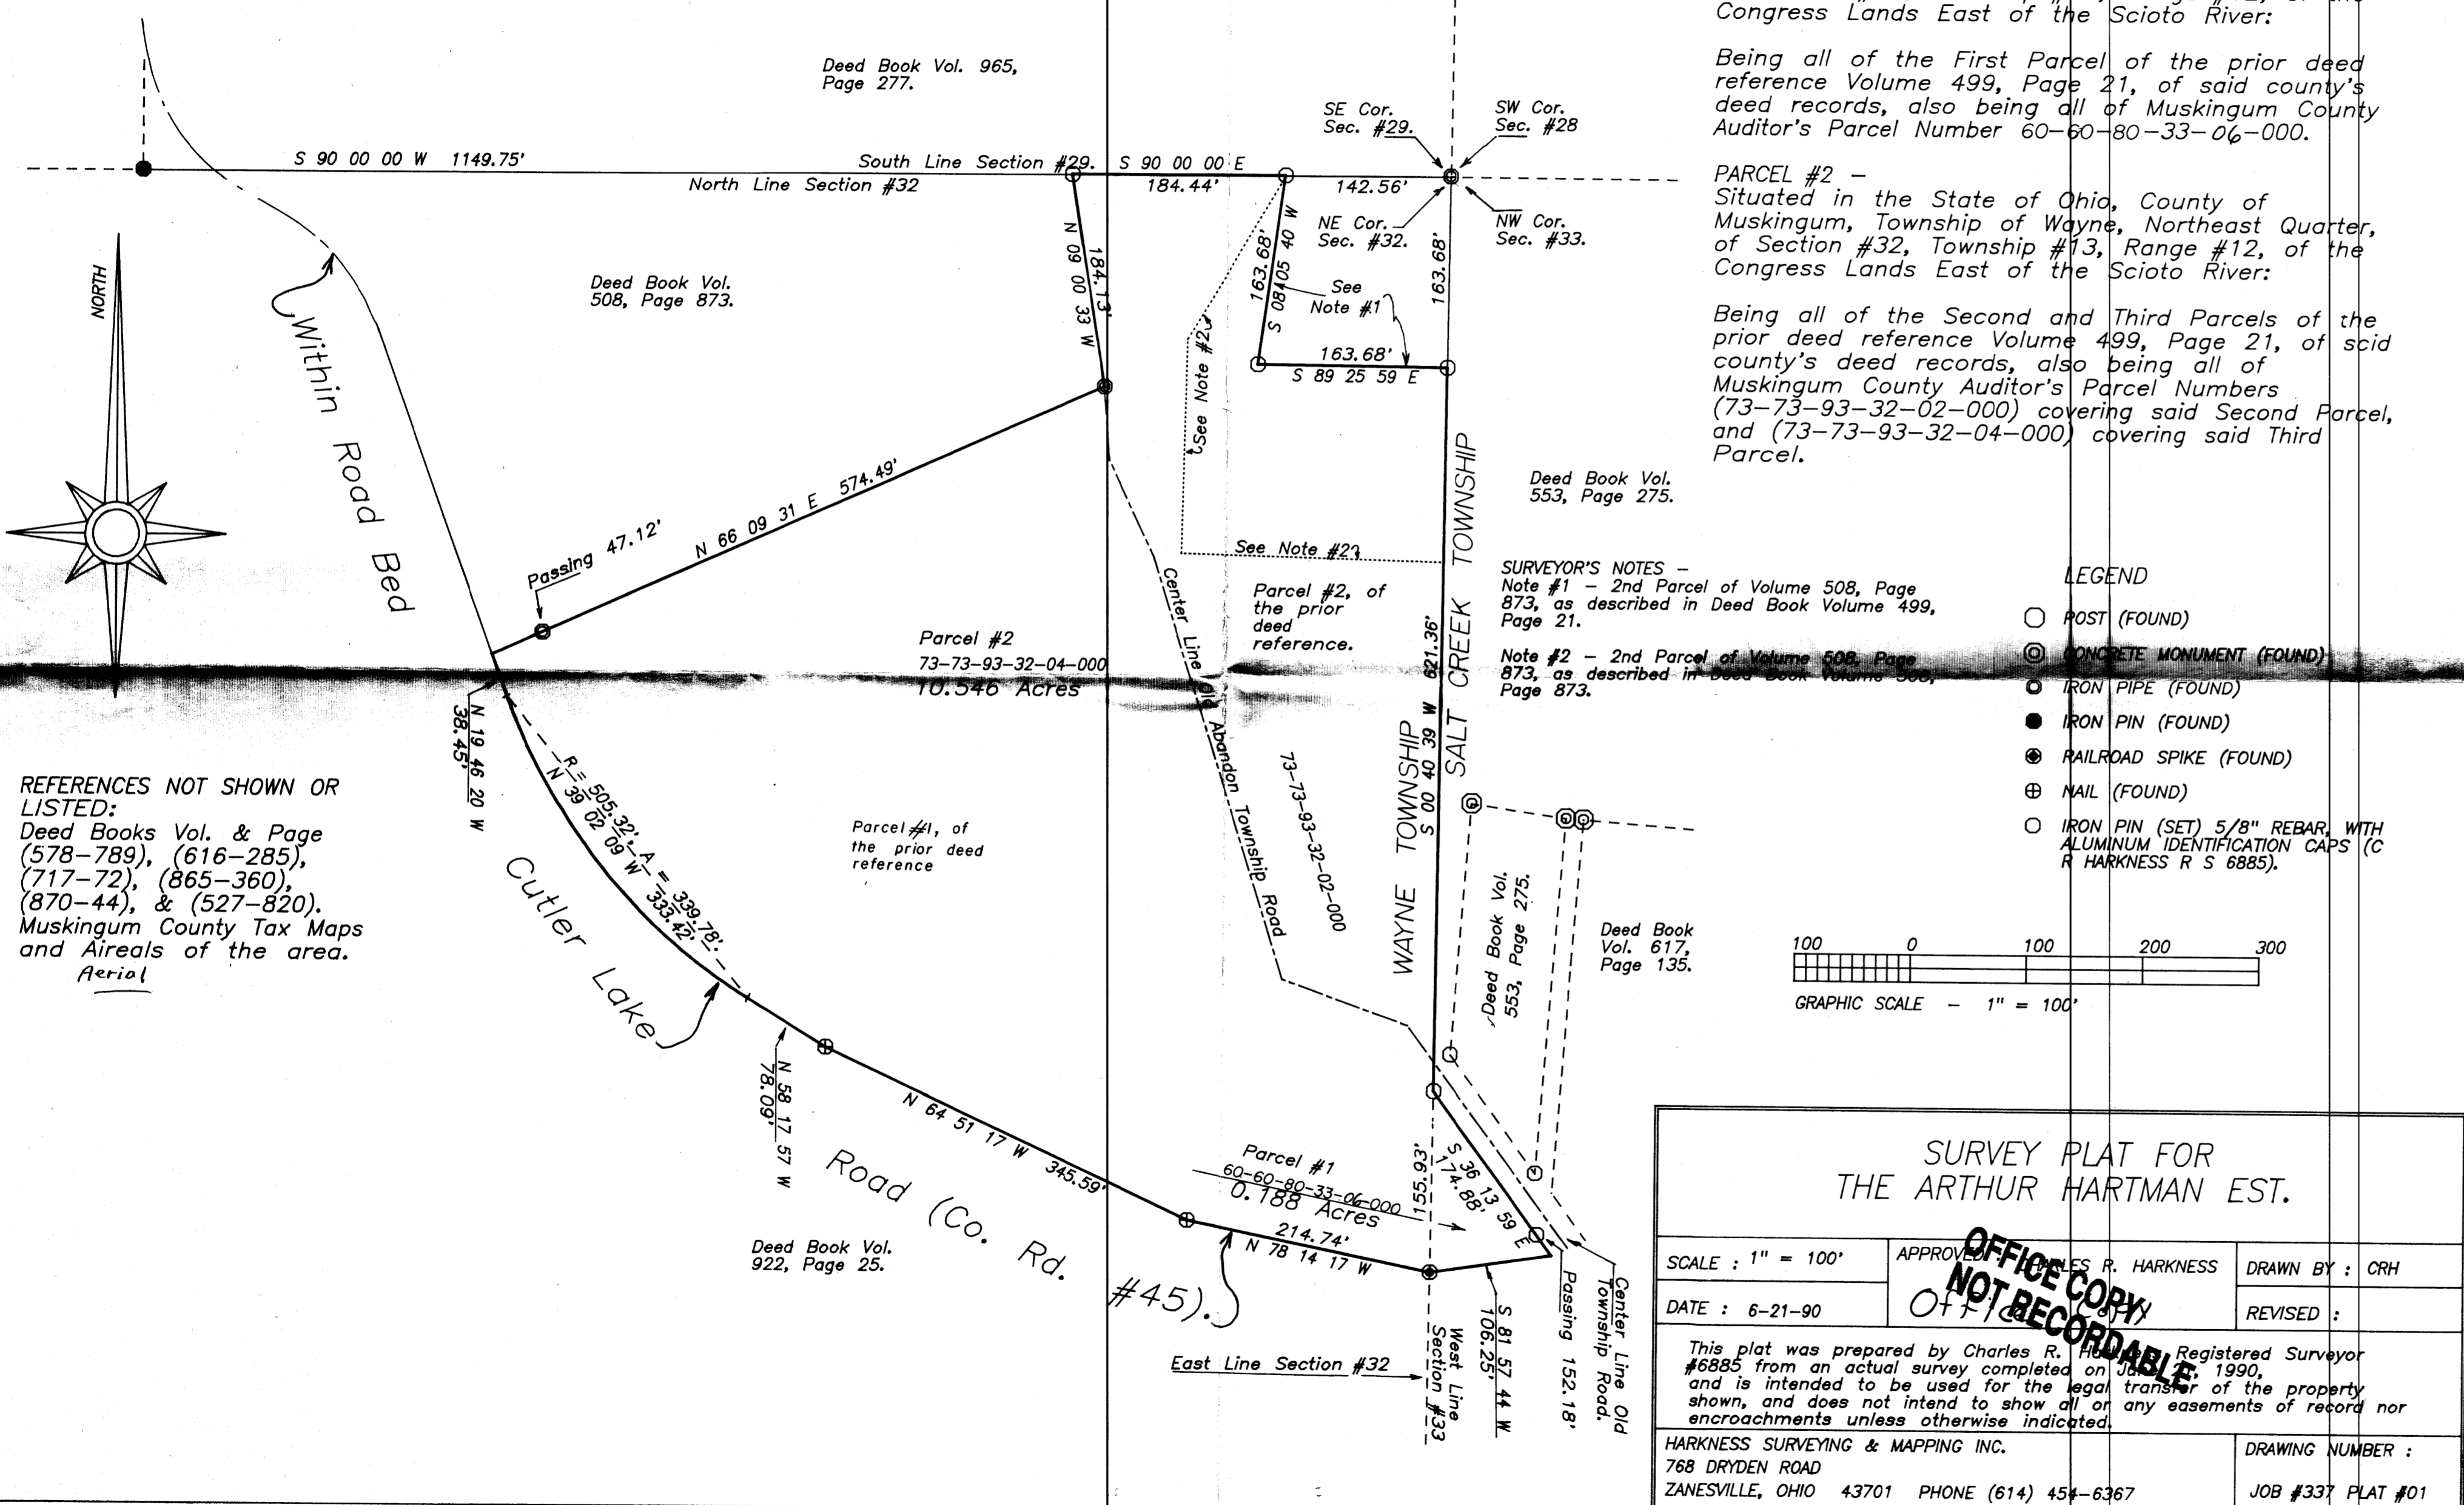 Congress Lands East of the Scioto River:
Being all of the First Parcel of the prior deed
reference Volume 499, Page 21, of said county's
deed records, also being all of Muskingum County
Auditor's Parcel Number 60-60-80-33-06-000.
PARCEL #2 -
Situated in the State of Ohio, County of
Muskingum, Township of Wayne, Northeast Quarter,
of Section #32, Township #13, Range #12, of the
Congress Lands East of the Scioto River:
Being all of the Second and Third Parcels of the
prior deed reference Volume 499, Page 21, of scid
county's deed records, also being all of
Muskingum County Auditor's Parcel Numbers
(73-73-93-32-02-000) covering said Second Parcel,
and (73-73-93-32-04-000) covering said Third
Parcel.
Deed Book Vol. 965,
Page 277.
SE Cor.
Sec. #29.
SW Cor.
Sec. #28
S 90 00 00 W 1149.75'
South Line Section #29.
S 90 00 00 E
North Line Section #32
184.44'
142.56'
NE Cor.
Sec. #32.
NW Cor.
Sec. #33.
NORTH
Within Road Bed
Deed Book Vol.
508, Page 873.
184.13'
N 09 00 33 W
163.68'
S 08 05 40 W
See
Note #1
163.68'
163.68'
S 89 25 59 E
See Note #2
Deed Book Vol.
553, Page 275.
N 66 09 31 E 574.49'
Passing 47.12'
See Note #2
Parcel #2, of
the prior
deed
reference.
Center Line Old Abandon Township Road
Parcel #2
73-73-93-32-04-000
10.546 Acres
S 00 40 39 W 621.36'
WAYNE TOWNSHIP
SALT CREEK TOWNSHIP
SURVEYOR'S NOTES -
Note #1 - 2nd Parcel of Volume 508, Page
873, as described in Deed Book Volume 499,
Page 21.
Note #2 - 2nd Parcel of Volume 508, Page
873, as described in Deed Book Volume 508,
Page 873.
LEGEND
POST (FOUND)
CONCRETE MONUMENT (FOUND)
IRON PIPE (FOUND)
IRON PIN (FOUND)
RAILROAD SPIKE (FOUND)
NAIL (FOUND)
IRON PIN (SET) 5/8" REBAR, WITH
ALUMINUM IDENTIFICATION CAPS (C
R HARKNESS R S 6885).
N 19 46 20 W
38.45'
R = 505.32', A = 339.78'.
N 39 02 09 W 333.42'
REFERENCES NOT SHOWN OR
LISTED:
Deed Books Vol. & Page
(578-789), (616-285),
(717-72), (865-360),
(870-44), & (527-820).
Muskingum County Tax Maps
and Aireals of the area.
Aerial
Parcel #1, of
the prior deed
reference
73-73-93-32-02-000
Deed Book Vol.
553, Page 275.
Deed Book
Vol. 617,
Page 135.
100 0 100 200 300
GRAPHIC SCALE - 1" = 100'
Cutler Lake
Road (Co. Rd. #45).
N 58 17 57 W
78.09'
N 64 51 17 W 345.59'
Parcel #1
60-60-80-33-06-000
0.188 Acres
214.74'
N 78 14 17 W
155.93'
S 36 13 59 E
174.88'
Deed Book Vol.
922, Page 25.
East Line Section #32
West Line
Section #33
S 81 57 44 W
106.25'
Passing 152.18'
Center Line Old
Township Road.
SURVEY PLAT FOR
THE ARTHUR HARTMAN EST.
SCALE : 1" = 100'
APPROVED CHARLES R. HARKNESS
DRAWN BY : CRH
DATE : 6-21-90
Office Copy
REVISED :
OFFICE COPY
NOT RECORDABLE
This plat was prepared by Charles R. Registered Surveyor
#6885 from an actual survey completed on 1990,
and is intended to be used for the legal transfer of the property
shown, and does not intend to show all or any easements of record nor
encroachments unless otherwise indicated.
HARKNESS SURVEYING & MAPPING INC.
768 DRYDEN ROAD
ZANESVILLE, OHIO 43701 PHONE (614) 454-6367
DRAWING NUMBER :
JOB #337 PLAT #01